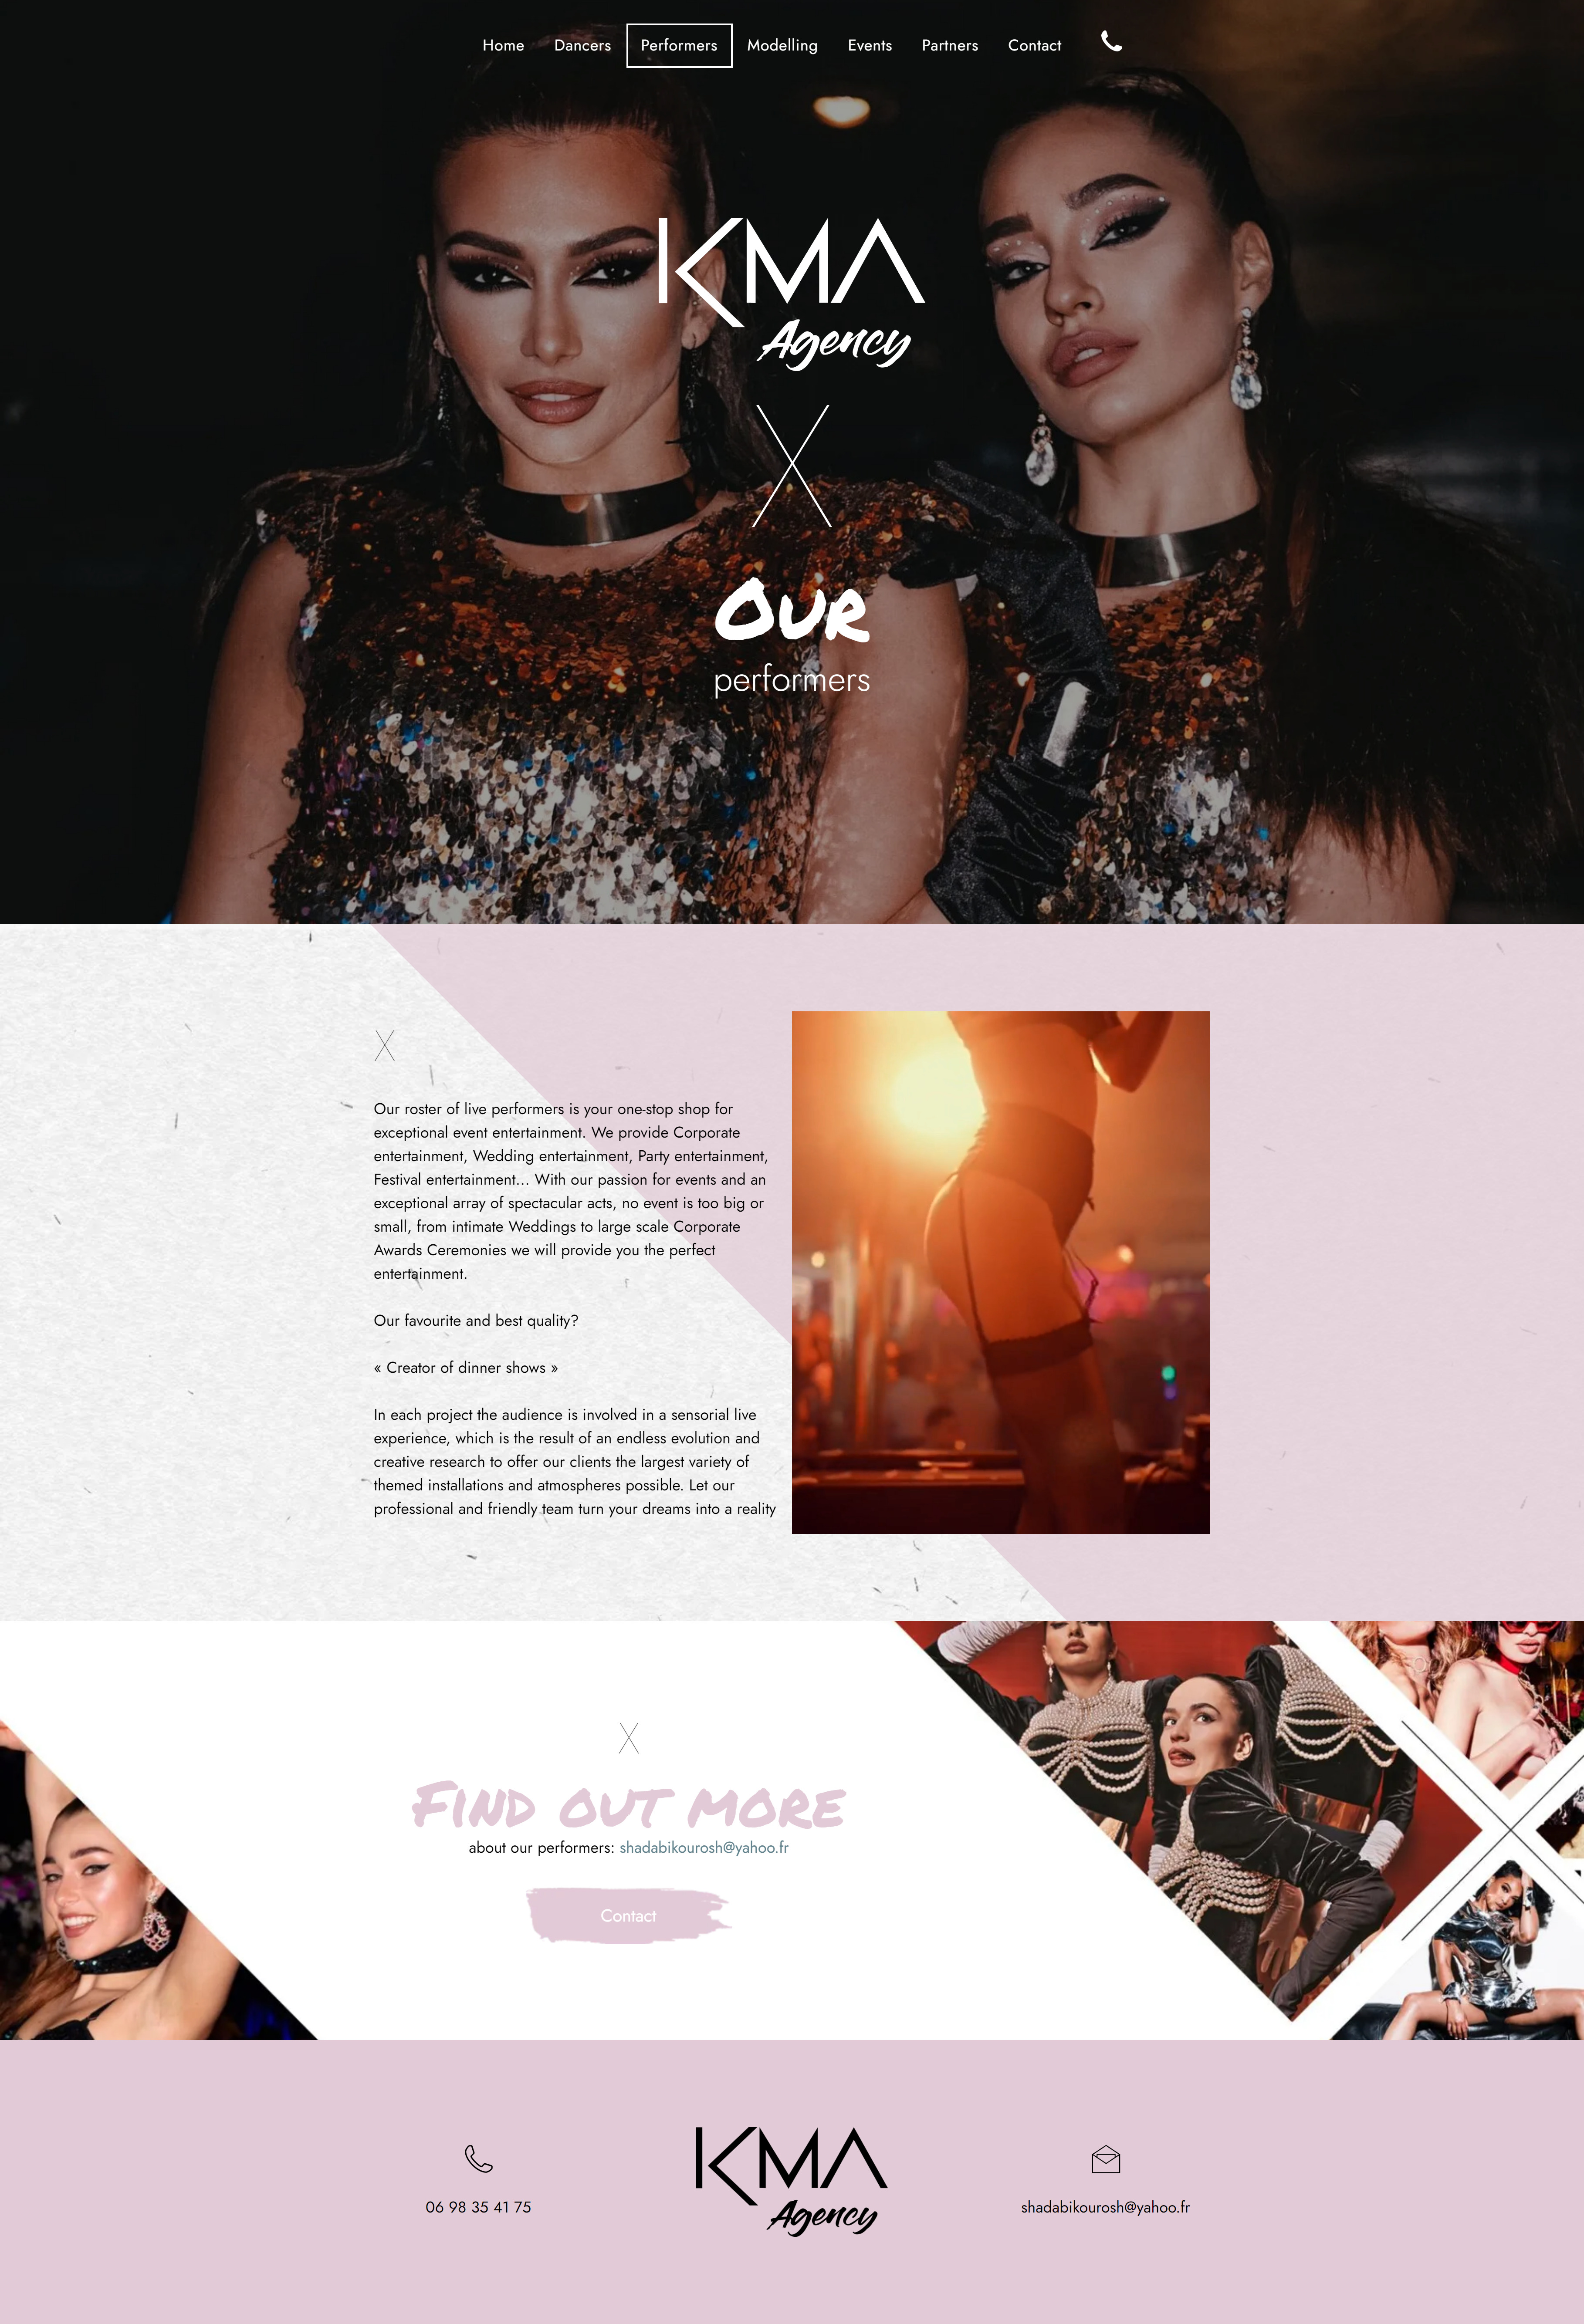 Home Dancers Performers Modelling Events Partners Contact
KMA
Agency
Our
performers
Our roster of live performers is your one-stop shop for
exceptional event entertainment. We provide Corporate
entertainment, Wedding entertainment, Party entertainment,
Festival entertainment... With our passion for events and an
exceptional array of spectacular acts, no event is too big or
small, from intimate Weddings to large scale Corporate
Awards Ceremonies we will provide you the perfect
entertainment.
Our favourite and best quality?
« Creator of dinner shows »
In each project the audience is involved in a sensorial live
experience, which is the result of an endless evolution and
creative research to offer our clients the largest variety of
themed installations and atmospheres possible. Let our
professional and friendly team turn your dreams into a reality
Find out more
about our performers: shadabikourosh@yahoo.fr
Contact
KMA
Agency
06 98 35 41 75
shadabikourosh@yahoo.fr